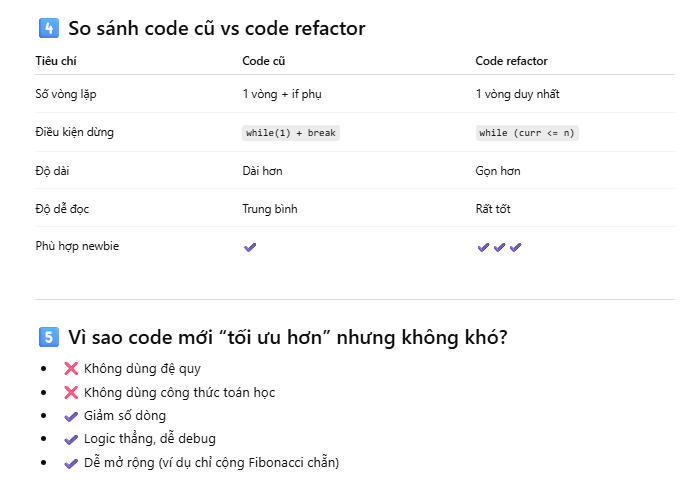 4 So sánh code cũ vs code refactor
Tiêu chí Code cũ Code refactor
Số vòng lặp 1 vòng + if phụ 1 vòng duy nhất
Điều kiện dừng while(1) + break while (curr <= n)
Độ dài Dài hơn Gọn hơn
Độ dễ đọc Trung bình Rất tốt
Phù hợp newbie ✔ ✔✔✔
5 Vì sao code mới “tối ưu hơn” nhưng không khó?
• ❌ Không dùng đệ quy
• ❌ Không dùng công thức toán học
• ✔ Giảm số dòng
• ✔ Logic thẳng, dễ debug
• ✔ Dễ mở rộng (ví dụ chỉ cộng Fibonacci chẵn)